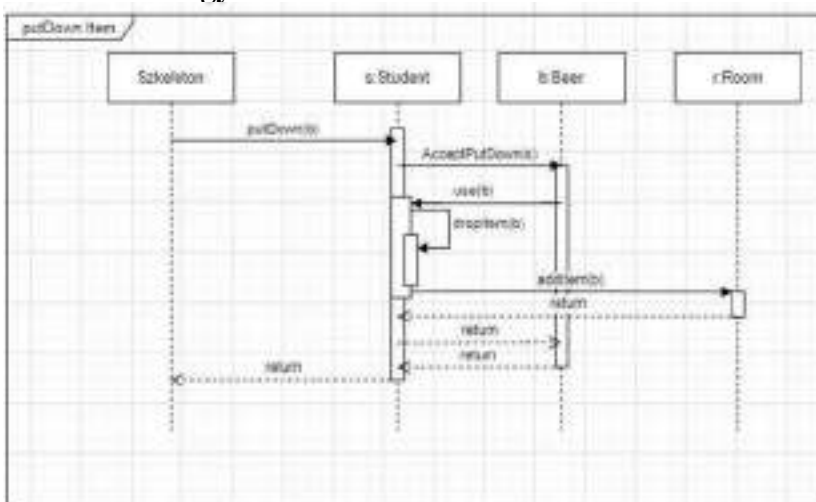 putDown Item
Szkeleton
s:Student
b:Beer
r:Room
putDown(b)
AcceptPutDown(s)
use(b)
dropItem(b)
addItem(b)
return
return
return
return